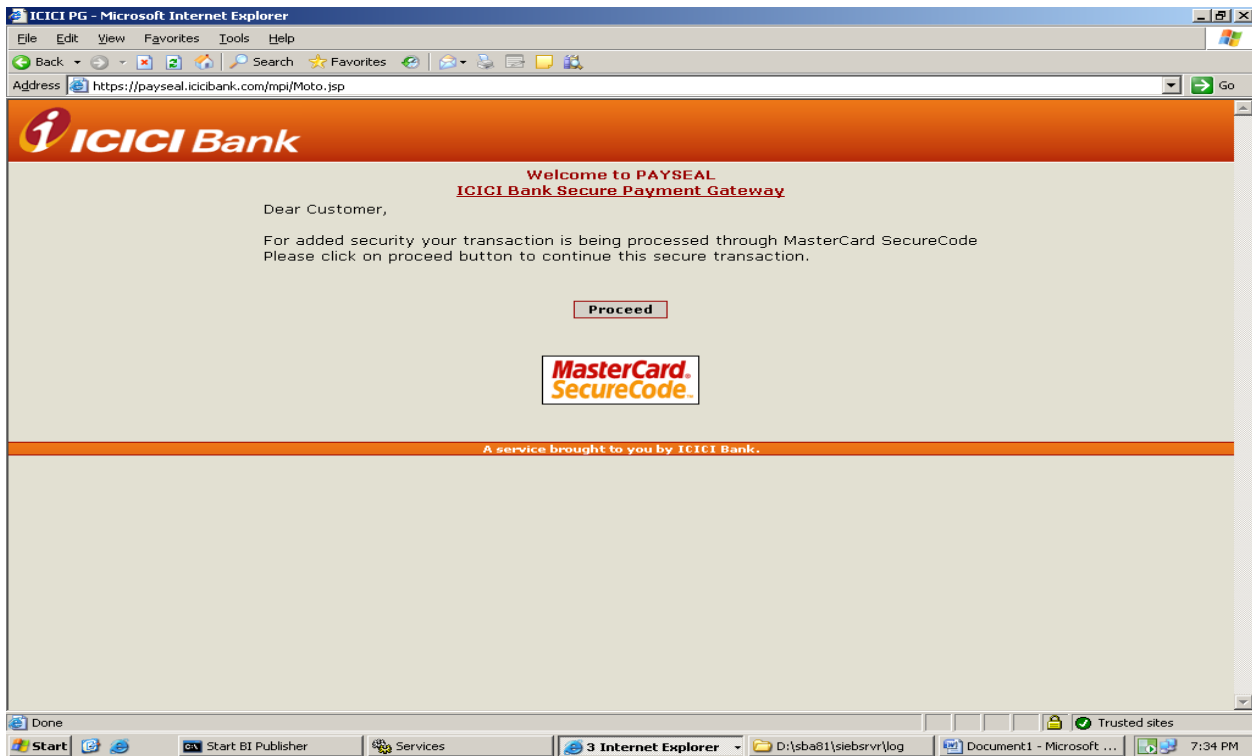 ICICI PG - Microsoft Internet Explorer
File Edit View Favorites Tools Help
Back Search Favorites
Address https://payseal.icicibank.com/mpi/Moto.jsp Go
ICICI Bank
Welcome to PAYSEAL
ICICI Bank Secure Payment Gateway
Dear Customer,
For added security your transaction is being processed through MasterCard SecureCode
Please click on proceed button to continue this secure transaction.
Proceed
MasterCard.
SecureCode
A service brought to you by ICICI Bank.
Done Trusted sites
Start Start BI Publisher Services 3 Internet Explorer D:\sba81\siebsrvr\log Document1 - Microsoft ... 7:34 PM